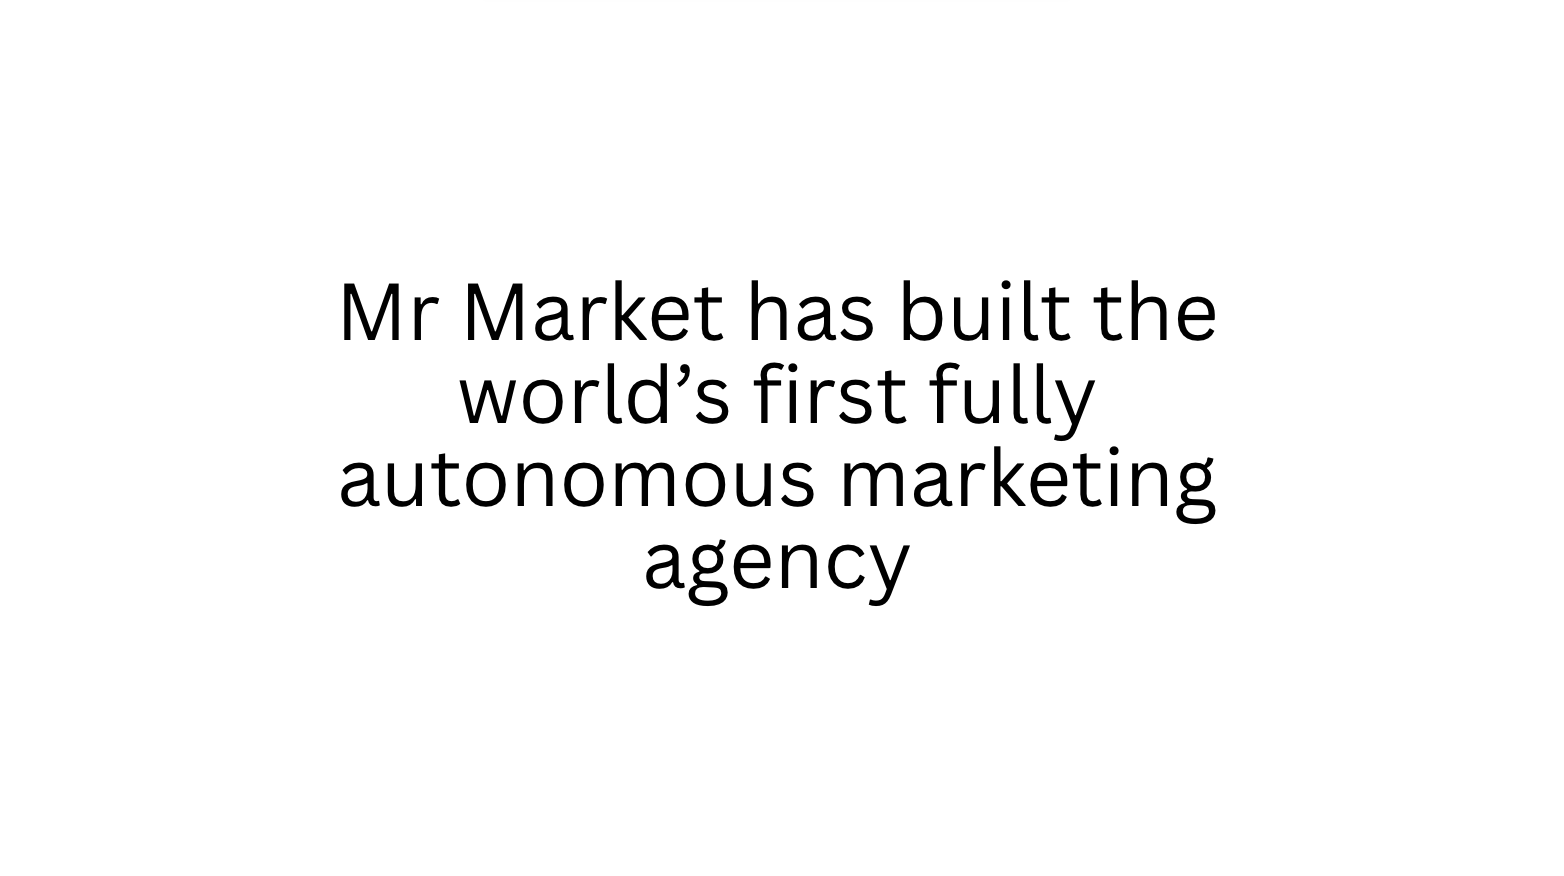 Mr Market has built the
world’s first fully
autonomous marketing
agency